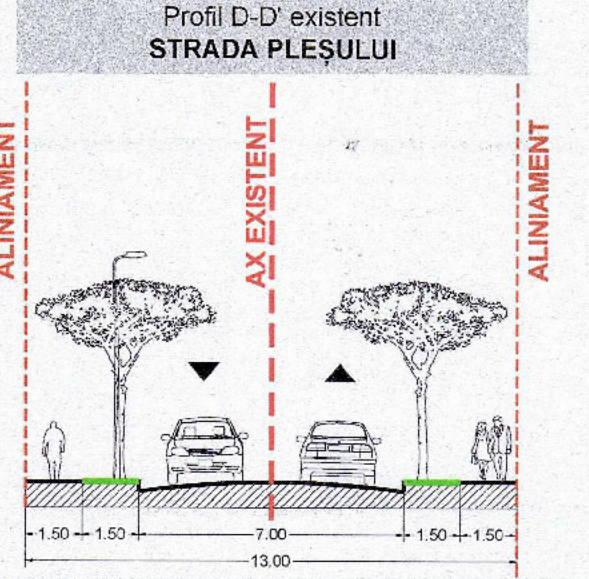 Profil D-D' existent
STRADA PLEȘULUI
ALINIAMENT
AX EXISTENT
ALINIAMENT
1.50 1.50 7.00 1.50 1.50
13.00